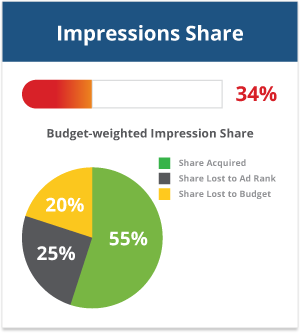 Impressions Share
34%
Budget-weighted Impression Share
Share Acquired
Share Lost to Ad Rank
Share Lost to Budget
20%
55%
25%